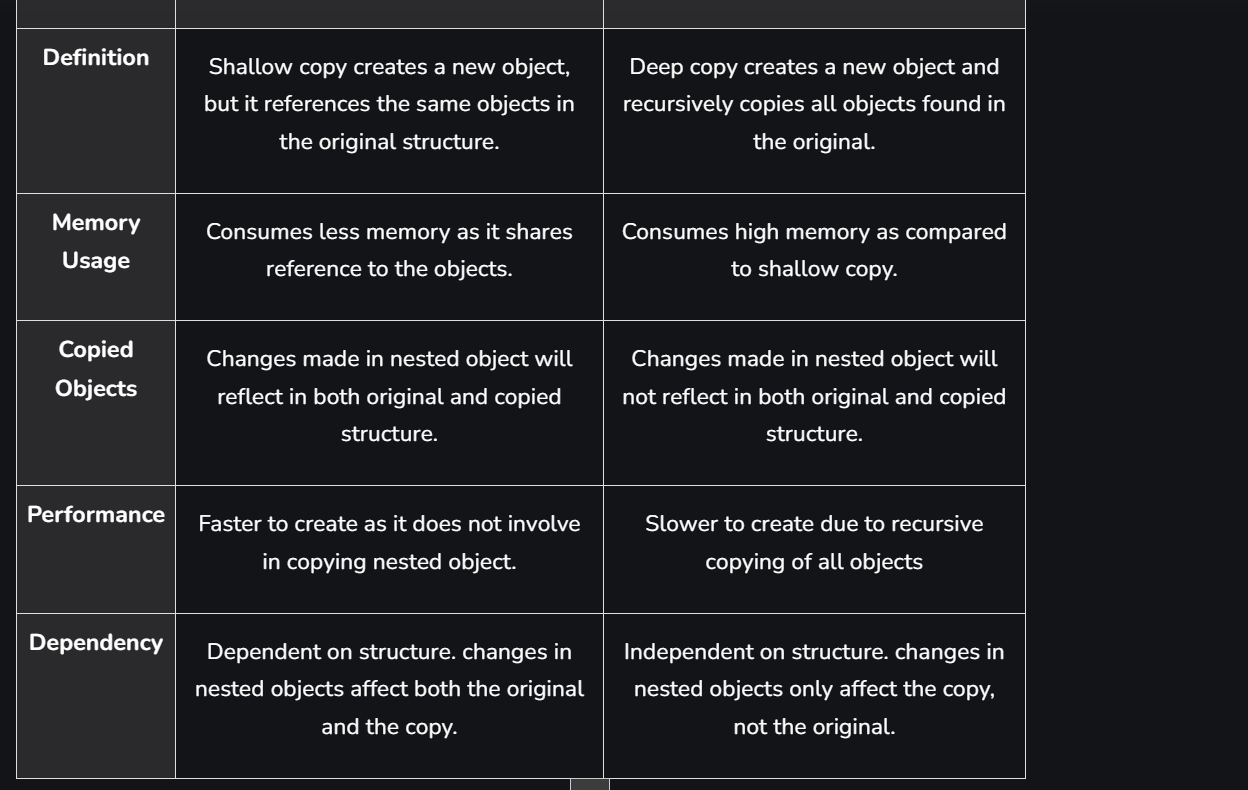 Definition
Shallow copy creates a new object,
but it references the same objects in
the original structure.
Deep copy creates a new object and
recursively copies all objects found in
the original.
Memory
Usage
Consumes less memory as it shares
reference to the objects.
Consumes high memory as compared
to shallow copy.
Copied
Objects
Changes made in nested object will
reflect in both original and copied
structure.
Changes made in nested object will
not reflect in both original and copied
structure.
Performance
Faster to create as it does not involve
in copying nested object.
Slower to create due to recursive
copying of all objects
Dependency
Dependent on structure. changes in
nested objects affect both the original
and the copy.
Independent on structure. changes in
nested objects only affect the copy,
not the original.